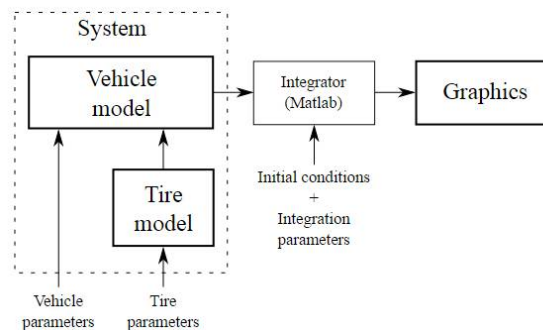 System
Vehicle
model
Integrator
(Matlab)
Graphics
Tire
model
Initial conditions
+
Integration
parameters
Vehicle
parameters
Tire
parameters